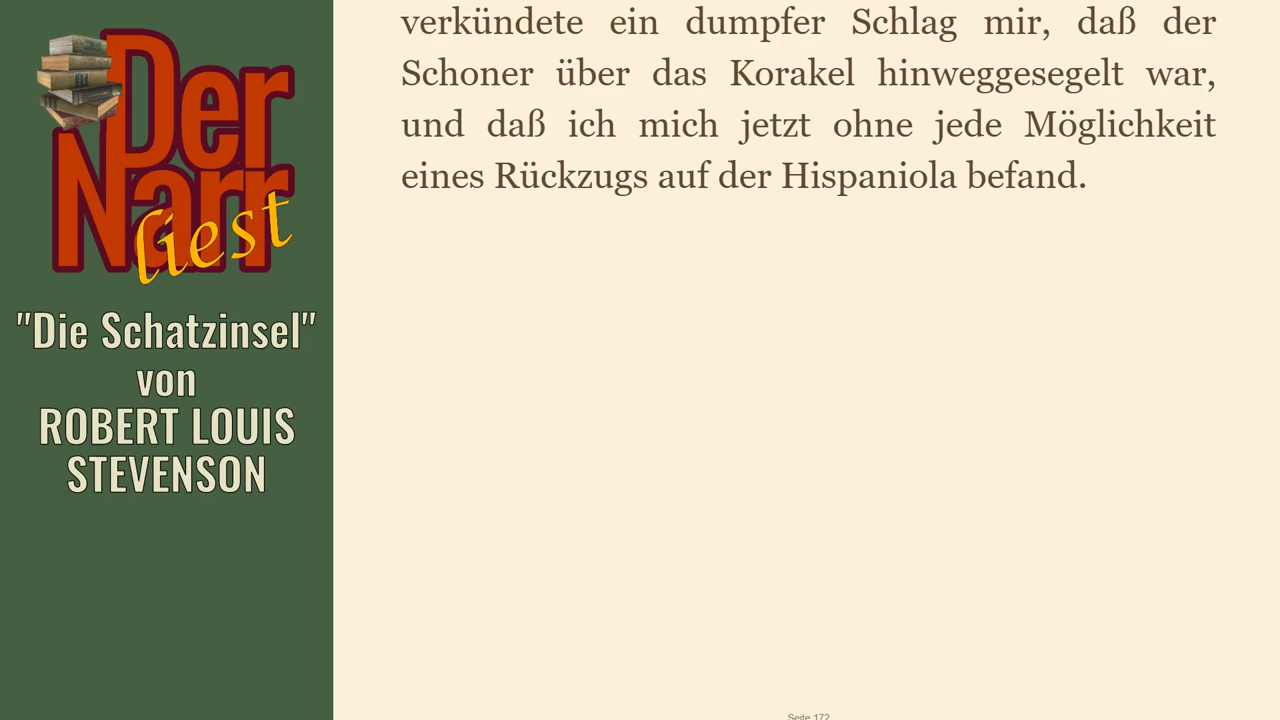 Der
Narr
liest
"Die Schatzinsel"
von
ROBERT LOUIS
STEVENSON
verkündete ein dumpfer Schlag mir, daß der
Schoner über das Korakel hinweggesegelt war,
und daß ich mich jetzt ohne jede Möglichkeit
eines Rückzugs auf der Hispaniola befand.
Seite 172